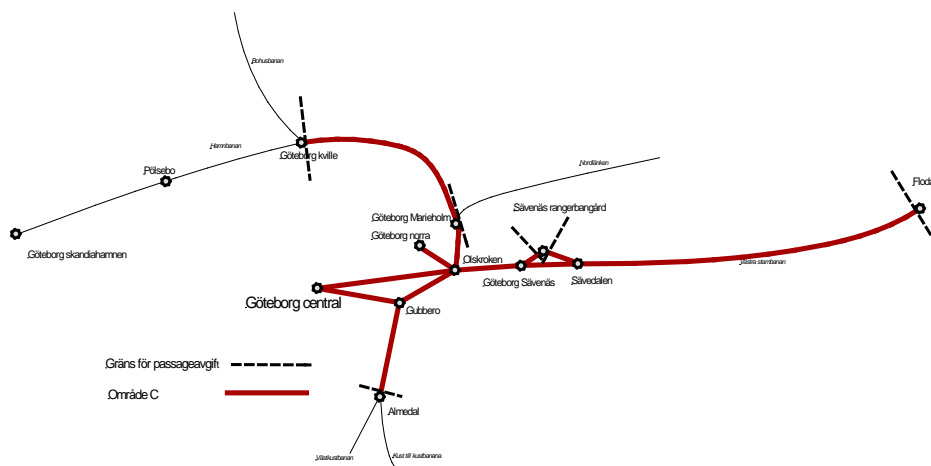 Bohusbanan
Hamnbanan
Göteborg kville
Nordlänken
Pölsebo
Floda
Göteborg Marieholm
Sävenäs rangerbangård
Göteborg norra
Göteborg skandiahamnen
Olskroken
Göteborg Sävenäs
Sävedalen
Västra stambanan
Göteborg central
Gubbero
Gräns för passageavgift
Område C
Almedal
Västkustbanan
Kust till kustbanana